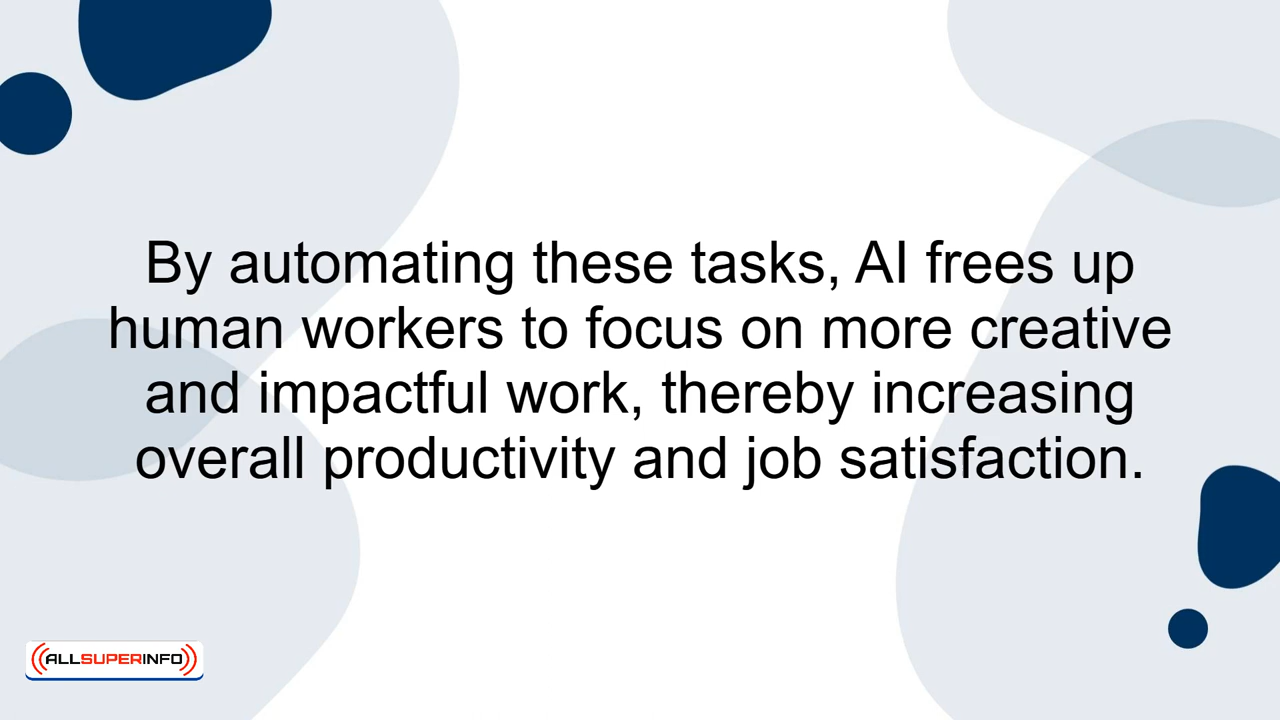 By automating these tasks, AI frees up
human workers to focus on more creative
and impactful work, thereby increasing
overall productivity and job satisfaction.
ALLSUPERINFO